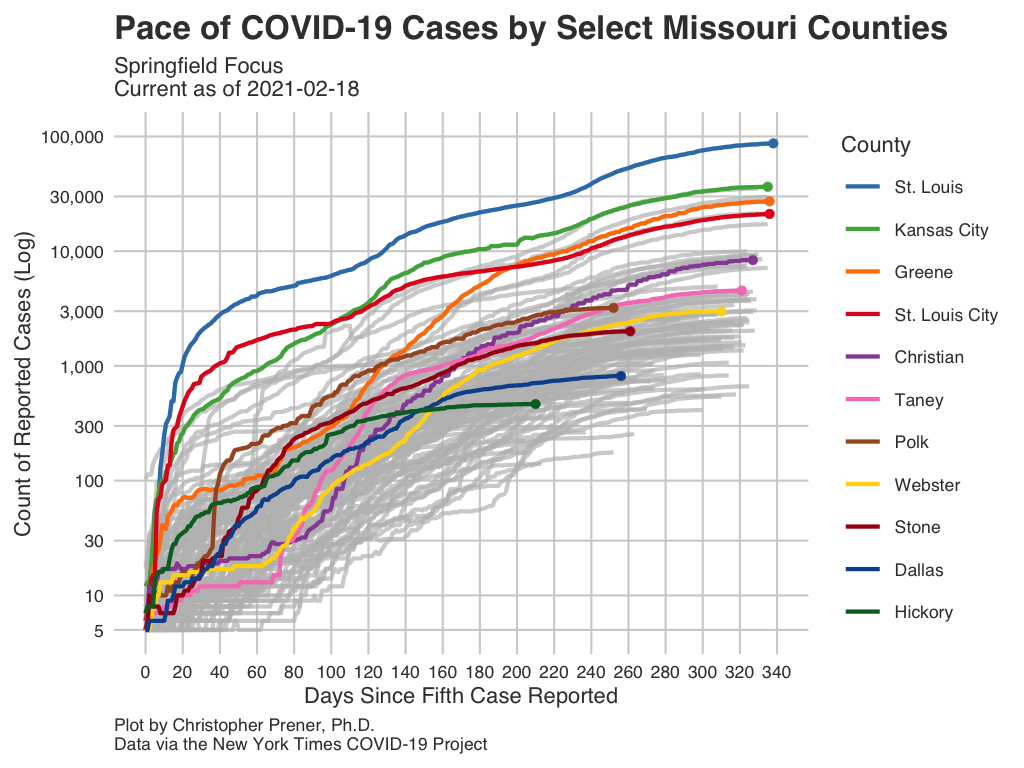 Pace of COVID-19 Cases by Select Missouri Counties
Springfield Focus
Current as of 2021-02-18
Count of Reported Cases (Log)
100,000
30,000
10,000
3,000
1,000
300
100
30
10
5
0 20 40 60 80 100 120 140 160 180 200 220 240 260 280 300 320 340
Days Since Fifth Case Reported
County
St. Louis
Kansas City
Greene
St. Louis City
Christian
Taney
Polk
Webster
Stone
Dallas
Hickory
Plot by Christopher Prener, Ph.D.
Data via the New York Times COVID-19 Project